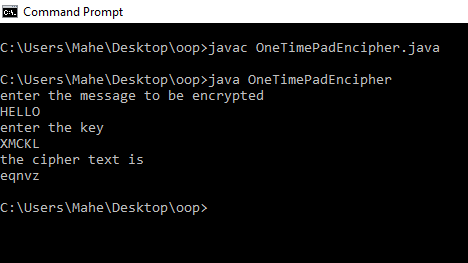 Command Prompt
C:\Users\Mahe\Desktop\oop>javac OneTimePadEncipher.java
C:\Users\Mahe\Desktop\oop>java OneTimePadEncipher
enter the message to be encrypted
HELLO
enter the key
XMCKL
the cipher text is
eqnvz
C:\Users\Mahe\Desktop\oop>